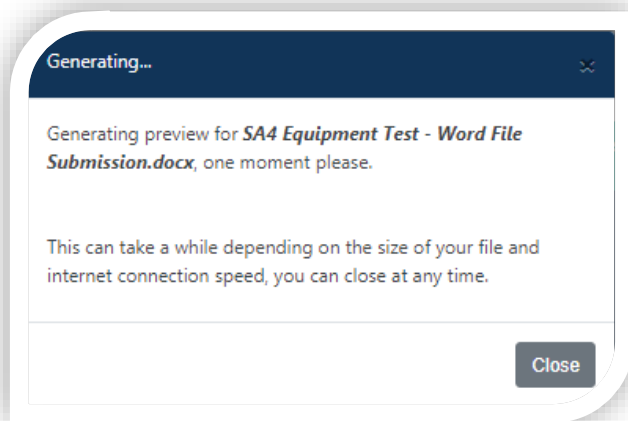 Generating...
Generating preview for SA4 Equipment Test - Word File
Submission.docx, one moment please.
This can take a while depending on the size of your file and
internet connection speed, you can close at any time.
Close